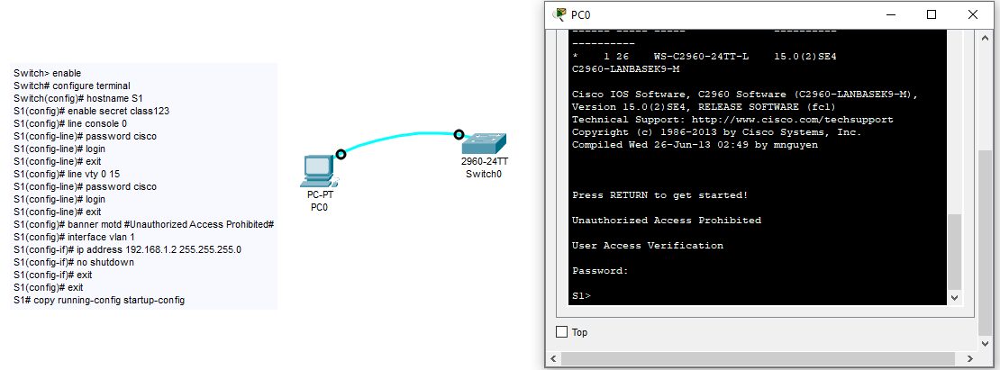 Switch> enable
Switch# configure terminal
Switch(config)# hostname S1
S1(config)# enable secret class123
S1(config)# line console 0
S1(config-line)# password cisco
S1(config-line)# login
S1(config-line)# exit
S1(config)# line vty 0 15
S1(config-line)# password cisco
S1(config-line)# login
S1(config-line)# exit
S1(config)# banner motd #Unauthorized Access Prohibited#
S1(config)# interface vlan 1
S1(config-if)# ip address 192.168.1.2 255.255.255.0
S1(config-if)# no shutdown
S1(config-if)# exit
S1(config)# exit
S1# copy running-config startup-config
PC-PT
PC0
2960-24TT
Switch0
PC0
------ ----- ----- ----------
----------
* 1 26 WS-C2960-24TT-L 15.0(2)SE4
C2960-LANBASEK9-M
Cisco IOS Software, C2960 Software (C2960-LANBASEK9-M),
Version 15.0(2)SE4, RELEASE SOFTWARE (fc1)
Technical Support: http://www.cisco.com/techsupport
Copyright (c) 1986-2013 by Cisco Systems, Inc.
Compiled Wed 26-Jun-13 02:49 by mnguyen
Press RETURN to get started!
Unauthorized Access Prohibited
User Access Verification
Password:
S1>
Top